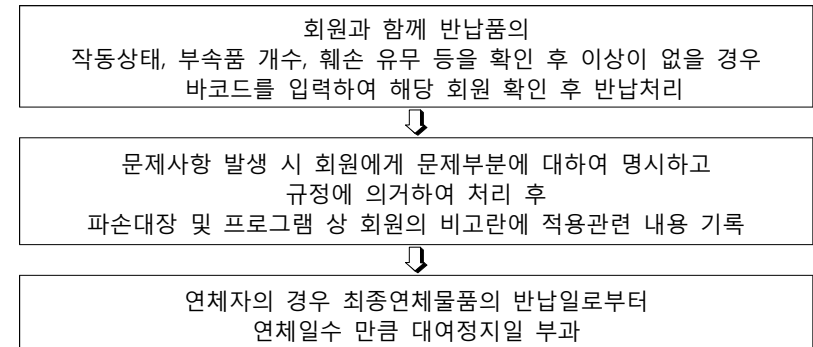 회원과 함께 반납품의
작동상태, 부속품 개수, 훼손 유무 등을 확인 후 이상이 없을 경우
바코드를 입력하여 해당 회원 확인 후 반납처리
문제사항 발생 시 회원에게 문제부분에 대하여 명시하고
규정에 의거하여 처리 후
파손대장 및 프로그램 상 회원의 비고란에 적용관련 내용 기록
연체자의 경우 최종연체물품의 반납일로부터
연체일수 만큼 대여정지일 부과